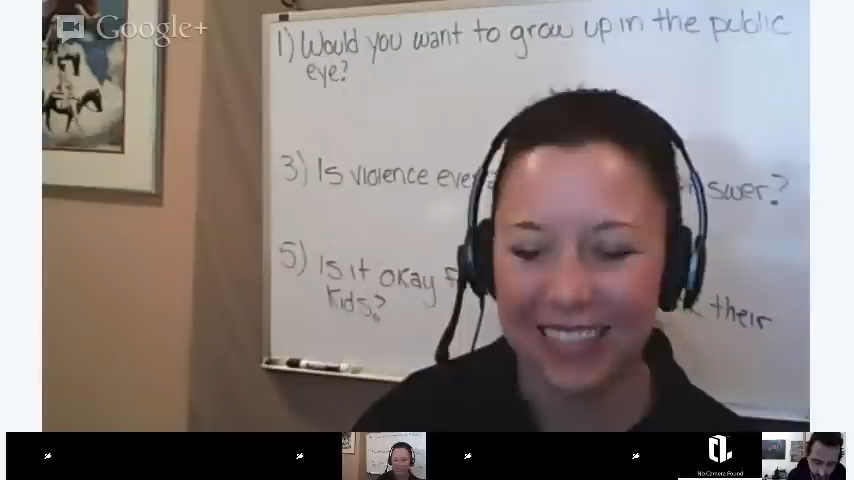 Google+
1) Would you want to grow up in the public
eye?
3) Is violence swer?
5) Is it okay their
kids?
No Camera Found